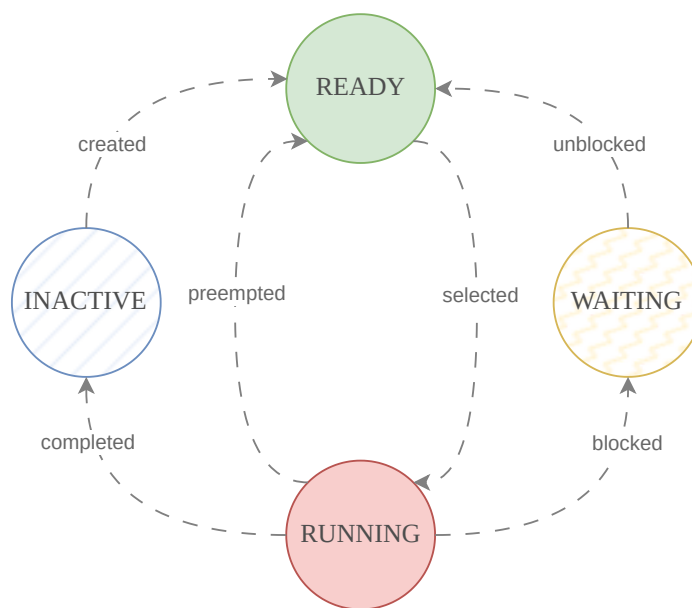 READY
created
unblocked
INACTIVE
preempted
selected
WAITING
completed
blocked
RUNNING